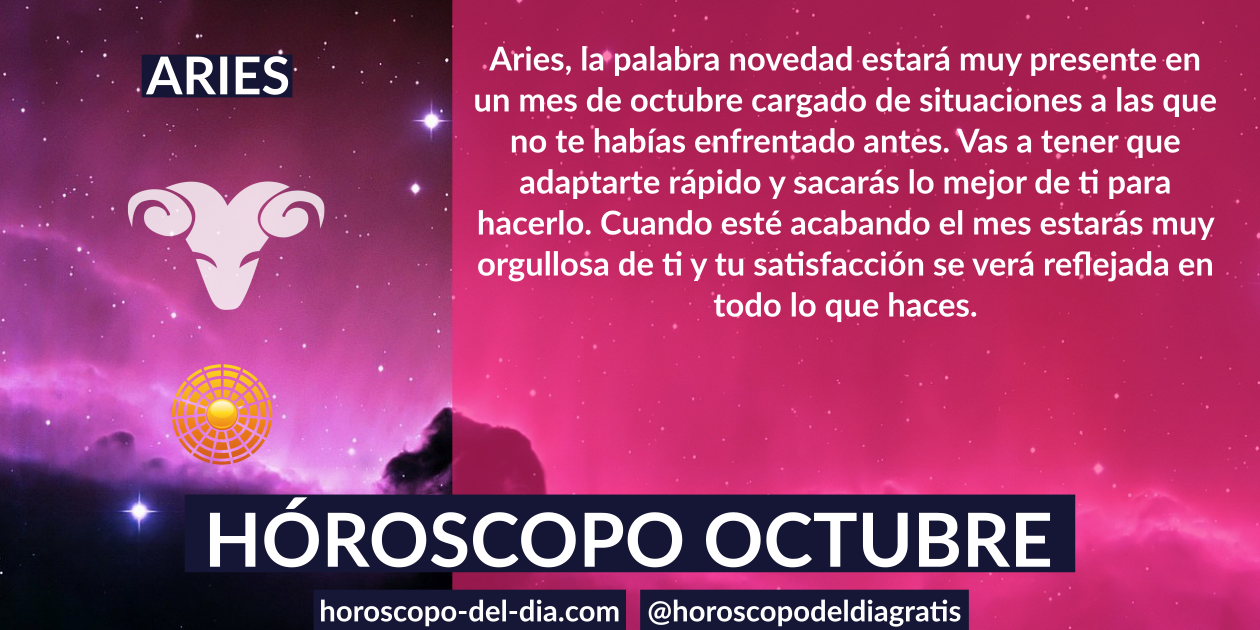 ARIES
Aries, la palabra novedad estará muy presente en
un mes de octubre cargado de situaciones a las que
no te habías enfrentado antes. Vas a tener que
adaptarte rápido y sacarás lo mejor de ti para
hacerlo. Cuando esté acabando el mes estarás muy
orgullosa de ti y tu satisfacción se verá reflejada en
todo lo que haces.
HÓROSCOPO OCTUBRE
horoscopo-del-dia.com
@horoscopodeldiagratis